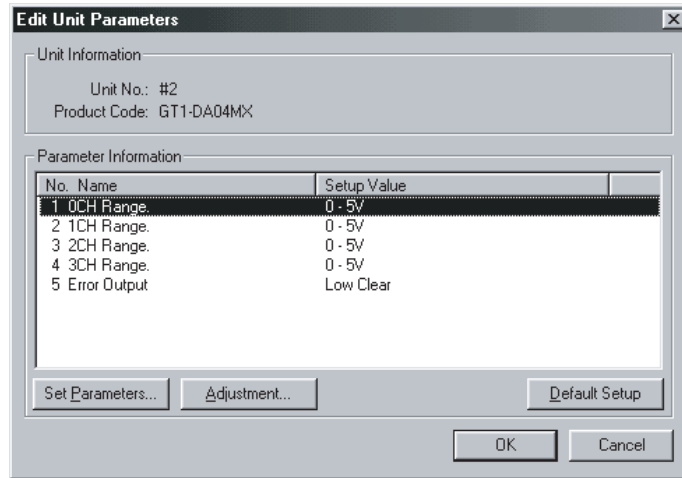 Edit Unit Parameters
Unit Information
Unit No.: #2
Product Code: GT1-DA04MX
Parameter Information
No. Name Setup Value
1 0CH Range. 0 - 5V
2 1CH Range. 0 - 5V
3 2CH Range. 0 - 5V
4 3CH Range. 0 - 5V
5 Error Output Low Clear
Set Parameters... Adjustment... Default Setup
OK Cancel